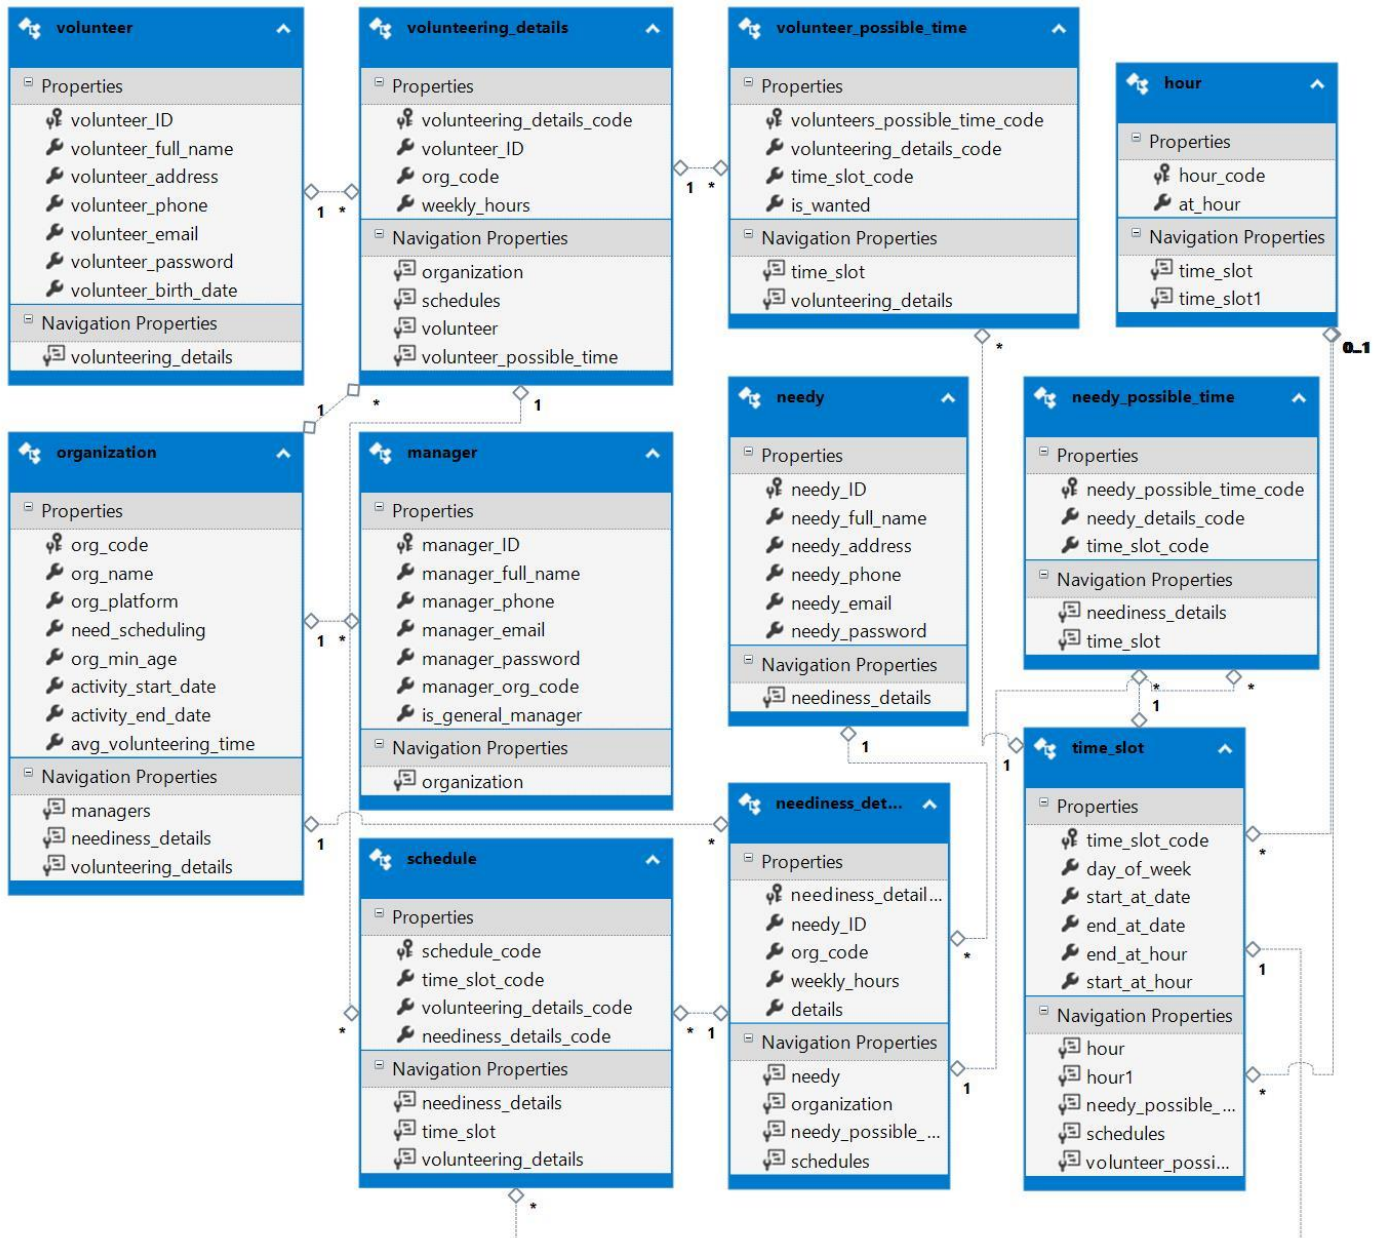 volunteer
Properties
volunteer_ID
volunteer_full_name
volunteer_address
volunteer_phone
volunteer_email
volunteer_password
volunteer_birth_date
Navigation Properties
volunteering_details
1 *
volunteering_details
Properties
volunteering_details_code
volunteer_ID
org_code
weekly_hours
Navigation Properties
organization
schedules
volunteer
volunteer_possible_time
1 *
volunteer_possible_time
Properties
volunteers_possible_time_code
volunteering_details_code
time_slot_code
is_wanted
Navigation Properties
time_slot
volunteering_details
*
hour
Properties
hour_code
at_hour
Navigation Properties
time_slot
time_slot1
0..1
1
*
1
organization
Properties
org_code
org_name
org_platform
need_scheduling
org_min_age
activity_start_date
activity_end_date
avg_volunteering_time
Navigation Properties
managers
neediness_details
volunteering_details
1 *
1
manager
Properties
manager_ID
manager_full_name
manager_phone
manager_email
manager_password
manager_org_code
is_general_manager
Navigation Properties
organization
needy
Properties
needy_ID
needy_full_name
needy_address
needy_phone
needy_email
needy_password
Navigation Properties
neediness_details
1
needy_possible_time
Properties
needy_possible_time_code
needy_details_code
time_slot_code
Navigation Properties
neediness_details
time_slot
* *
1
1
*
schedule
Properties
schedule_code
time_slot_code
volunteering_details_code
neediness_details_code
Navigation Properties
neediness_details
time_slot
volunteering_details
*
* 1
*
neediness_det...
Properties
neediness_detail...
needy_ID
org_code
weekly_hours
details
Navigation Properties
needy
organization
needy_possible_...
schedules
*
1
time_slot
Properties
time_slot_code
day_of_week
start_at_date
end_at_date
end_at_hour
start_at_hour
Navigation Properties
hour
hour1
needy_possible_...
schedules
volunteer_possi...
*
1
*